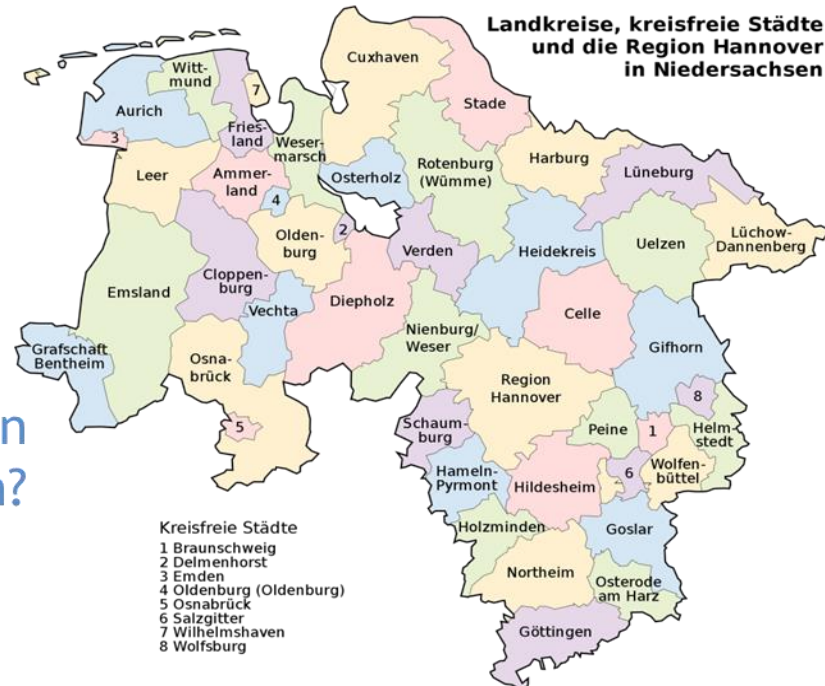 Landkreise, kreisfreie Städte
und die Region Hannover
in Niedersachsen
Cuxhaven
Witt-
mund
7
Aurich
Stade
3
Fries-
land
Weser-
marsch
Harburg
Leer
Ammer-
land
Osterholz
Rotenburg
(Wümme)
Lüneburg
4
2
Olden-
burg
Verden
Heidekreis
Uelzen
Lüchow-
Dannenberg
Emsland
Cloppen-
burg
Vechta
Diepholz
Celle
Nienburg/
Weser
Gifhorn
Grafschaft
Bentheim
Osna-
brück
Region
Hannover
8
5
Schaum-
burg
Peine
1
Helm-
stedt
Hameln-
Pyrmont
Hildesheim
6
Wolfen-
büttel
n
?
Holzminden
Goslar
Northeim
Osterode
am Harz
Göttingen
Kreisfreie Städte
1 Braunschweig
2 Delmenhorst
3 Emden
4 Oldenburg (Oldenburg)
5 Osnabrück
6 Salzgitter
7 Wilhelmshaven
8 Wolfsburg